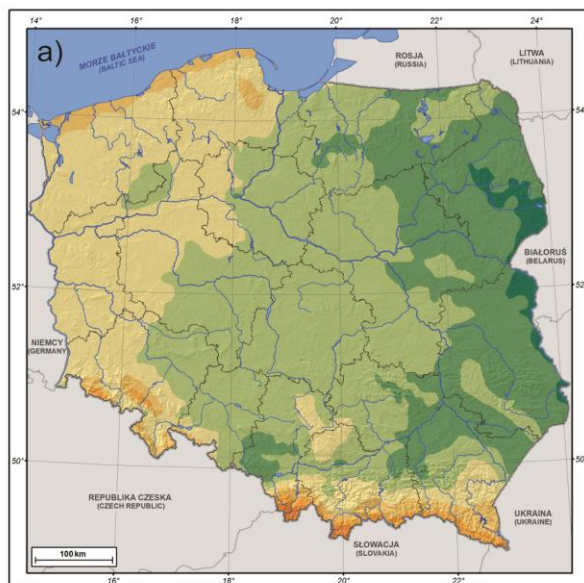 a)
14°
16°
18°
20°
22°
24°
MORZE BAŁTYCKIE
(BALTIC SEA)
ROSJA
(RUSSIA)
LITWA
(LITHUANIA)
54°
54°
BIAŁORUŚ
(BELARUS)
52°
52°
NIEMCY
(GERMANY)
50°
50°
REPUBLIKA CZESKA
(CZECH REPUBLIC)
UKRAINA
(UKRAINE)
SŁOWACJA
(SLOVAKIA)
100 km
16°
18°
20°
22°